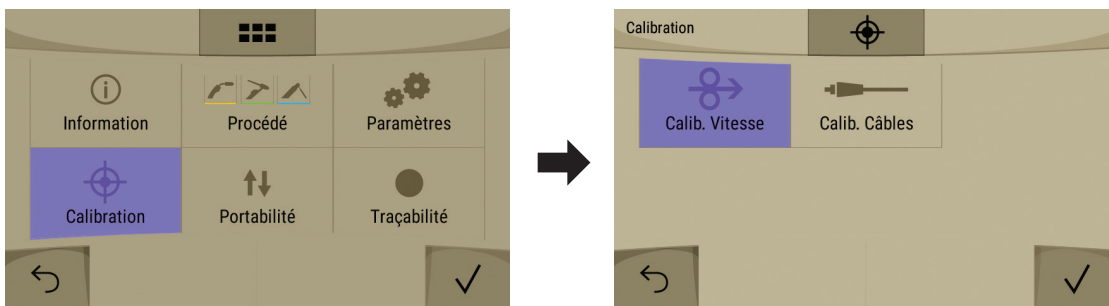 Information
Procédé
Paramètres
Calibration
Portabilité
Traçabilité
Calibration
Calib. Vitesse
Calib. Câbles